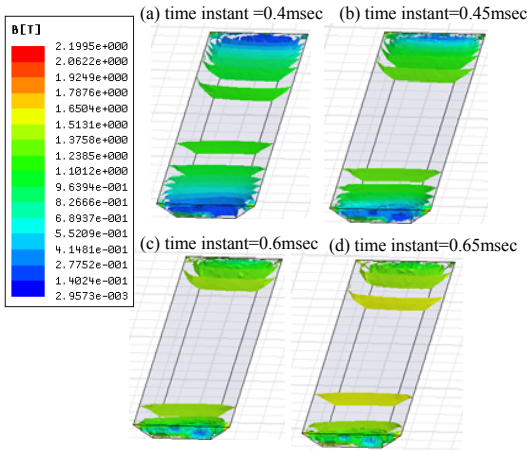 (a) time instant =0.4msec
(b) time instant=0.45msec
B[T]
2.1995e+000
2.0622e+000
1.9249e+000
1.7876e+000
1.6504e+000
1.5131e+000
1.3758e+000
1.2385e+000
1.1012e+000
9.6394e-001
8.2666e-001
6.8937e-001
5.5209e-001
4.1481e-001
2.7752e-001
1.4024e-001
2.9573e-003
(c) time instant=0.6msec
(d) time instant=0.65msec